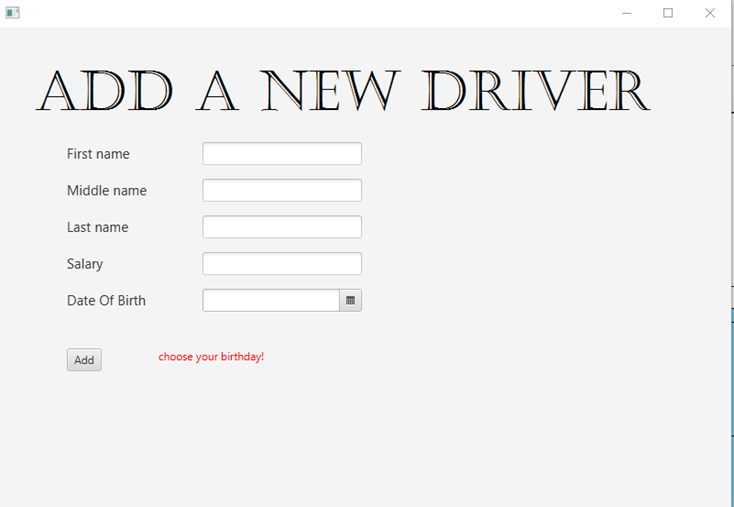 ADD A NEW DRIVER
First name
Middle name
Last name
Salary
Date Of Birth
Add choose your birthday!